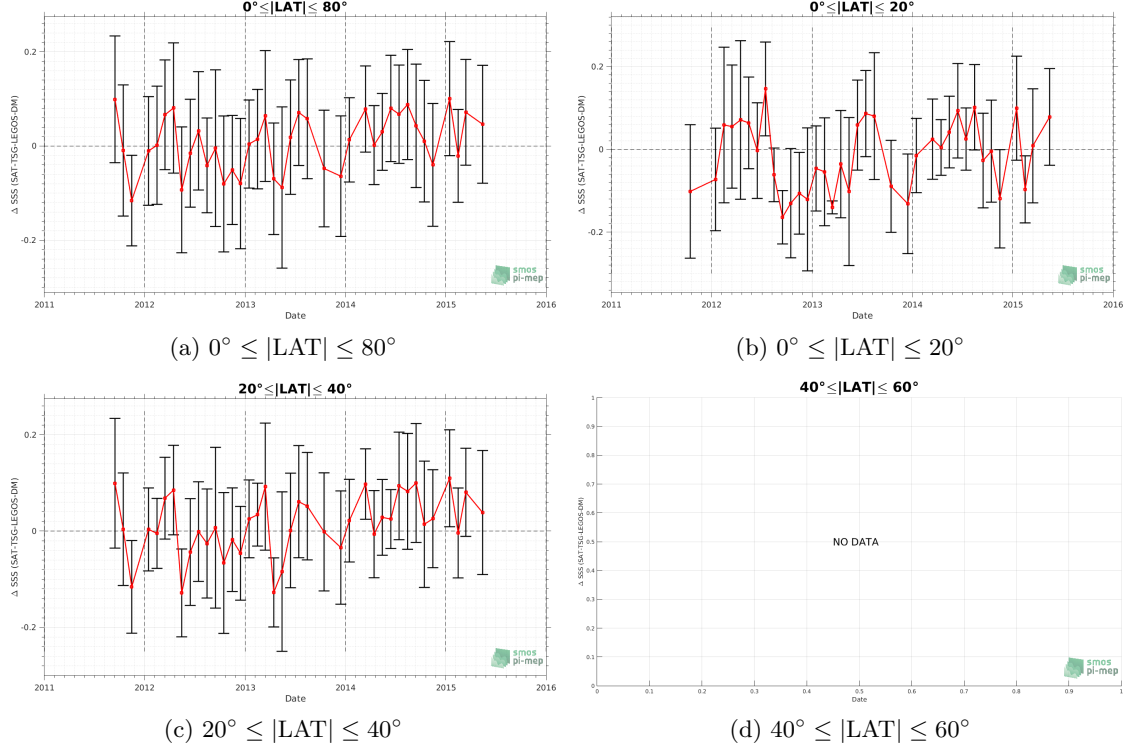 0°≤|LAT|≤ 80°
Δ SSS (SAT-TSG-LEGOS-DM)
0.2
0
-0.2
2011 2012 2013 2014 2015 2016
Date
smos
pi-mep
(a) 0° ≤ |LAT| ≤ 80°
0°≤|LAT|≤ 20°
Δ SSS (SAT-TSG-LEGOS-DM)
0.2
0
-0.2
2011 2012 2013 2014 2015 2016
Date
smos
pi-mep
(b) 0° ≤ |LAT| ≤ 20°
20°≤|LAT|≤ 40°
Δ SSS (SAT-TSG-LEGOS-DM)
0.2
0
-0.2
2011 2012 2013 2014 2015 2016
Date
smos
pi-mep
(c) 20° ≤ |LAT| ≤ 40°
40°≤|LAT|≤ 60°
Δ SSS (SAT-TSG-LEGOS-DM)
1
0.9
0.8
0.7
0.6
0.5
0.4
0.3
0.2
0.1
0
NO DATA
0 0.1 0.2 0.3 0.4 0.5 0.6 0.7 0.8 0.9 1
Date
smos
pi-mep
(d) 40° ≤ |LAT| ≤ 60°